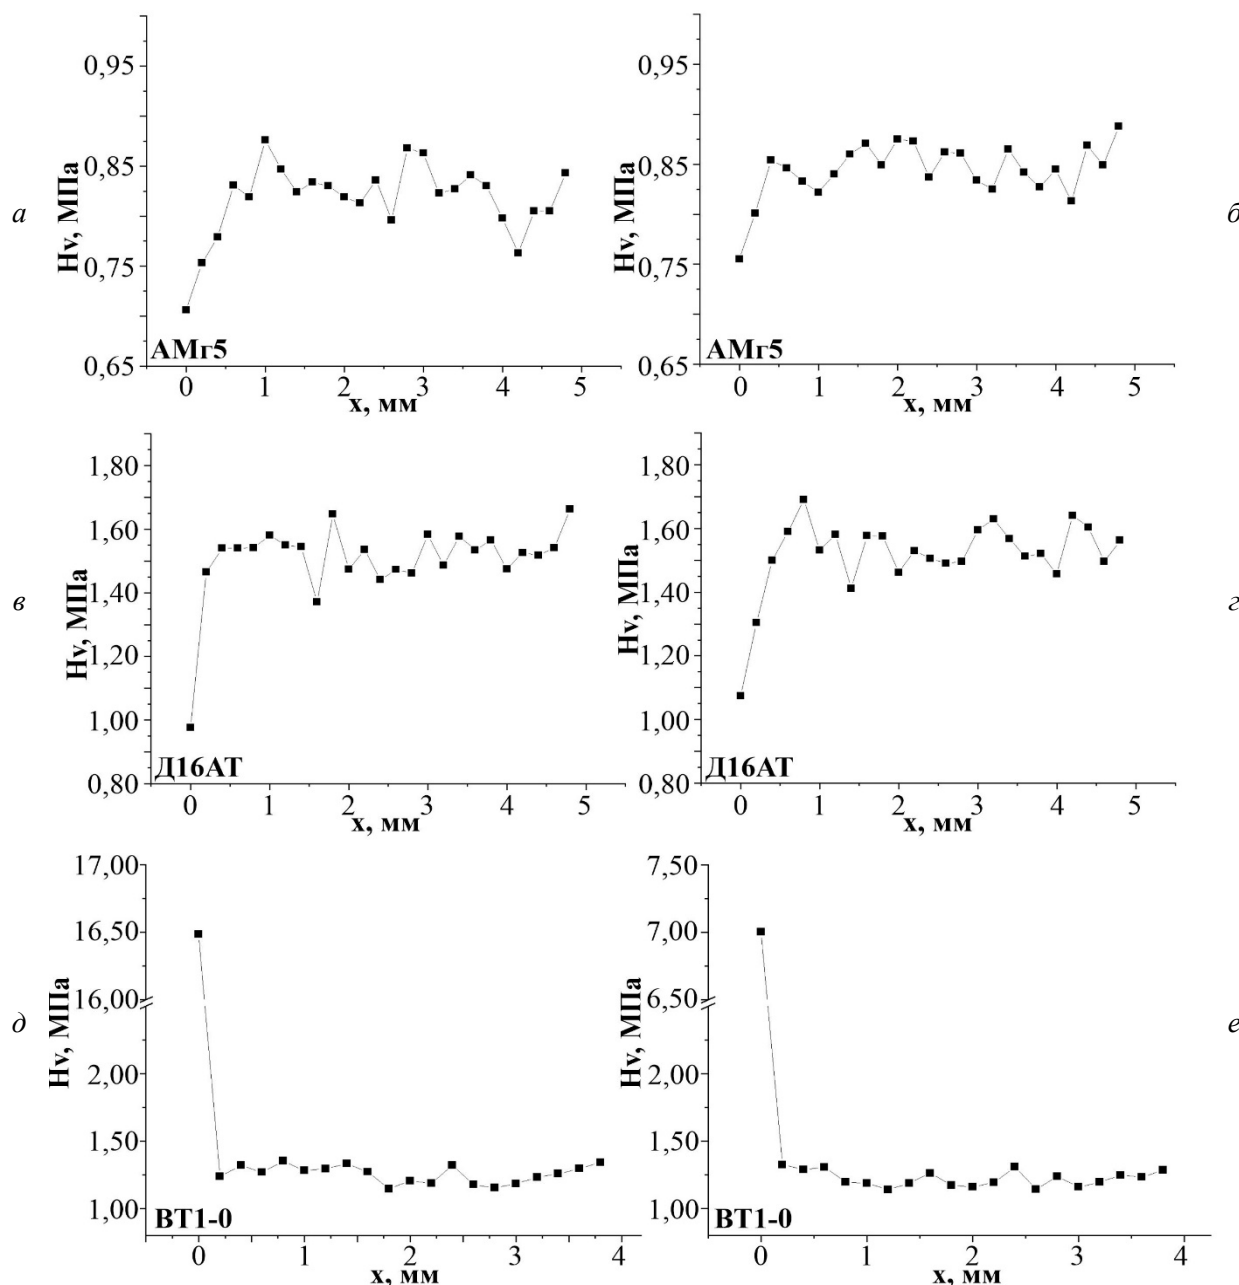 а
Hv, МПа
0,95
0,85
0,75
0,65
АМг5
0 1 2 3 4 5
x, мм
б
Hv, МПа
0,95
0,85
0,75
0,65
АМг5
0 1 2 3 4 5
x, мм
в
Hv, МПа
1,80
1,60
1,40
1,20
1,00
0,80
Д16АТ
0 1 2 3 4 5
x, мм
г
Hv, МПа
1,80
1,60
1,40
1,20
1,00
0,80
Д16АТ
0 1 2 3 4 5
x, мм
д
Hv, МПа
17,00
16,50
16,00
2,00
1,50
1,00
ВТ1-0
0 1 2 3 4
x, мм
е
Hv, МПа
7,50
7,00
6,50
2,00
1,50
1,00
ВТ1-0
0 1 2 3 4
x, мм